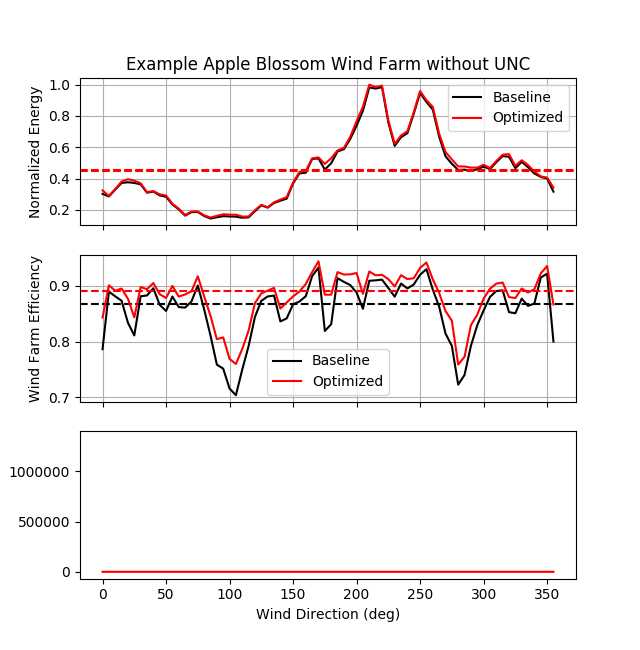 Example Apple Blossom Wind Farm without UNC
1.0
0.8
0.6
0.4
0.2
Normalized Energy
Baseline
Optimized
0.9
0.8
0.7
Wind Farm Efficiency
Baseline
Optimized
1000000
500000
0
0 50 100 150 200 250 300 350
Wind Direction (deg)